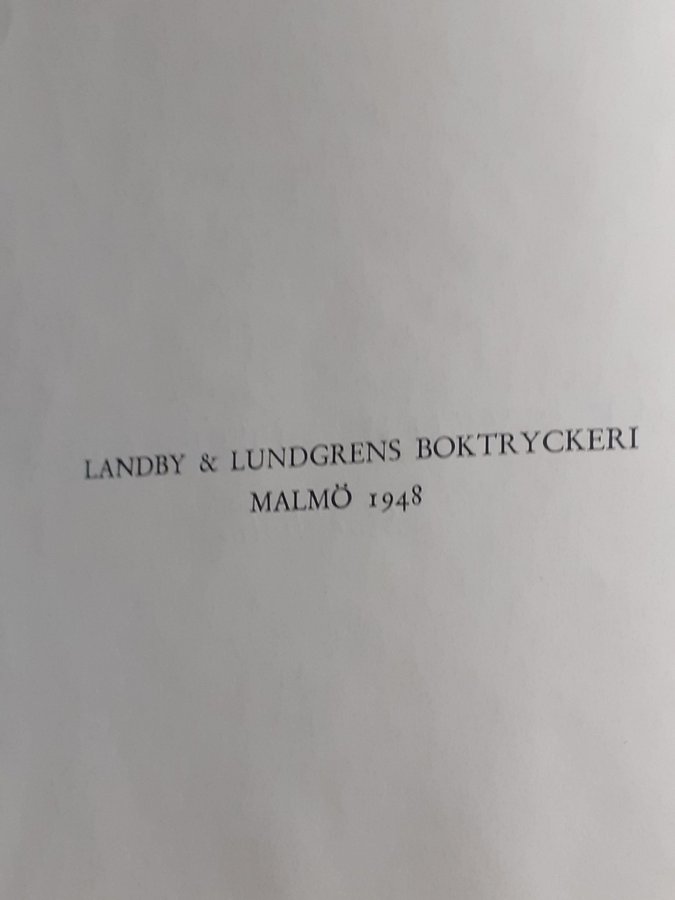 LANDBY & LUNDGRENS BOKTRYCKERI
MALMÖ 1948